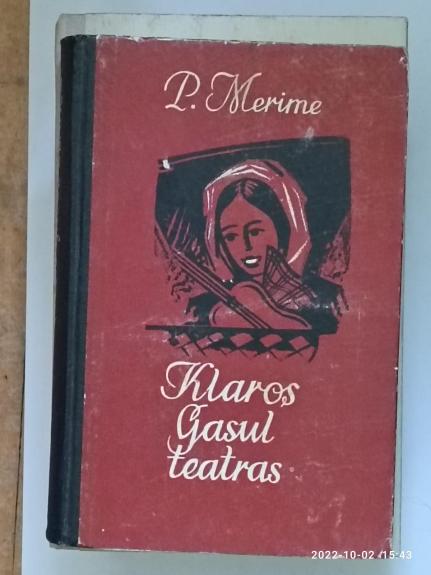 P. Merime
Klaros
Gasul
teatras
2022-10-02 15:43